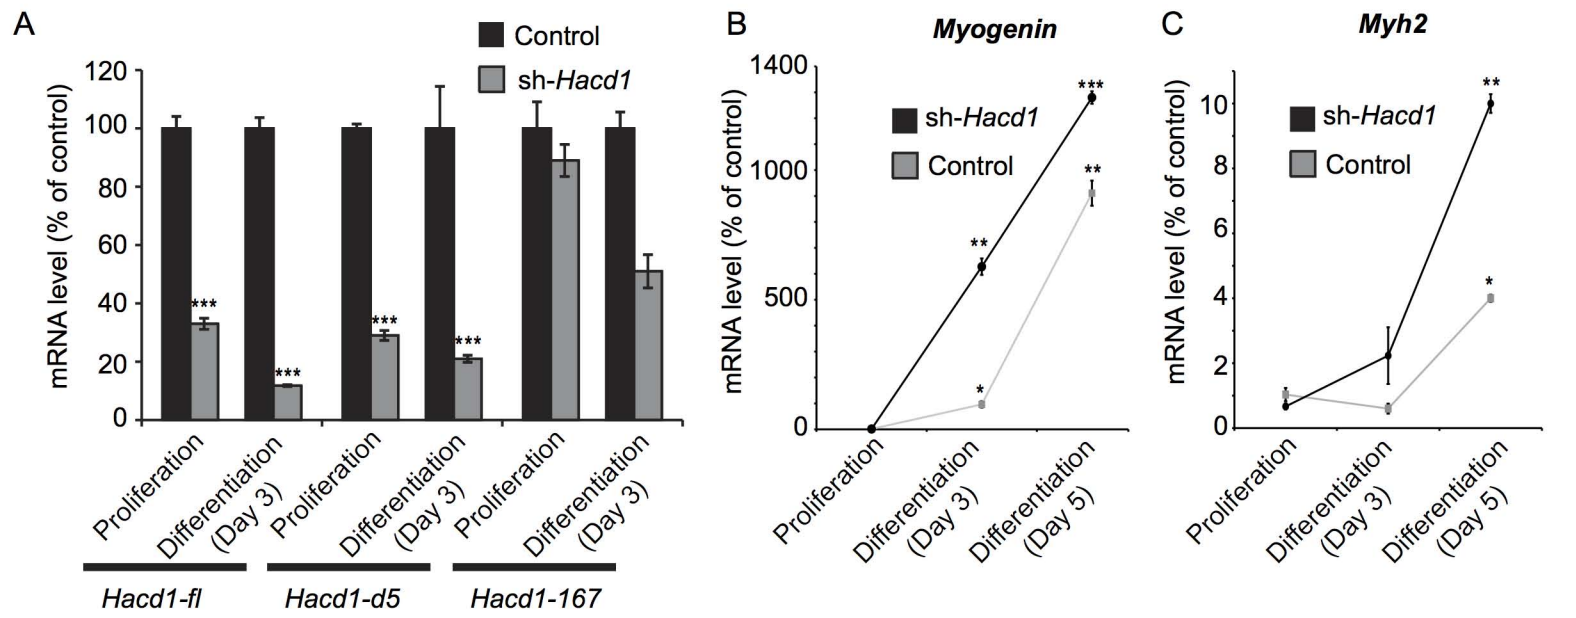 A
Control
sh-Hacd1
mRNA level (% of control)
120
100
80
60
40
20
0
***
***
***
***
Proliferation
Differentiation
(Day 3)
Proliferation
Differentiation
(Day 3)
Proliferation
Differentiation
(Day 3)
Hacd1-fl
Hacd1-d5
Hacd1-167
B
Myogenin
sh-Hacd1
Control
mRNA level (% of control)
1400
1000
500
0
**
***
*
**
Proliferation
Differentiation
(Day 3)
Differentiation
(Day 5)
C
Myh2
sh-Hacd1
Control
mRNA level (% of control)
10
8
6
4
2
0
**
*
Proliferation
Differentiation
(Day 3)
Differentiation
(Day 5)